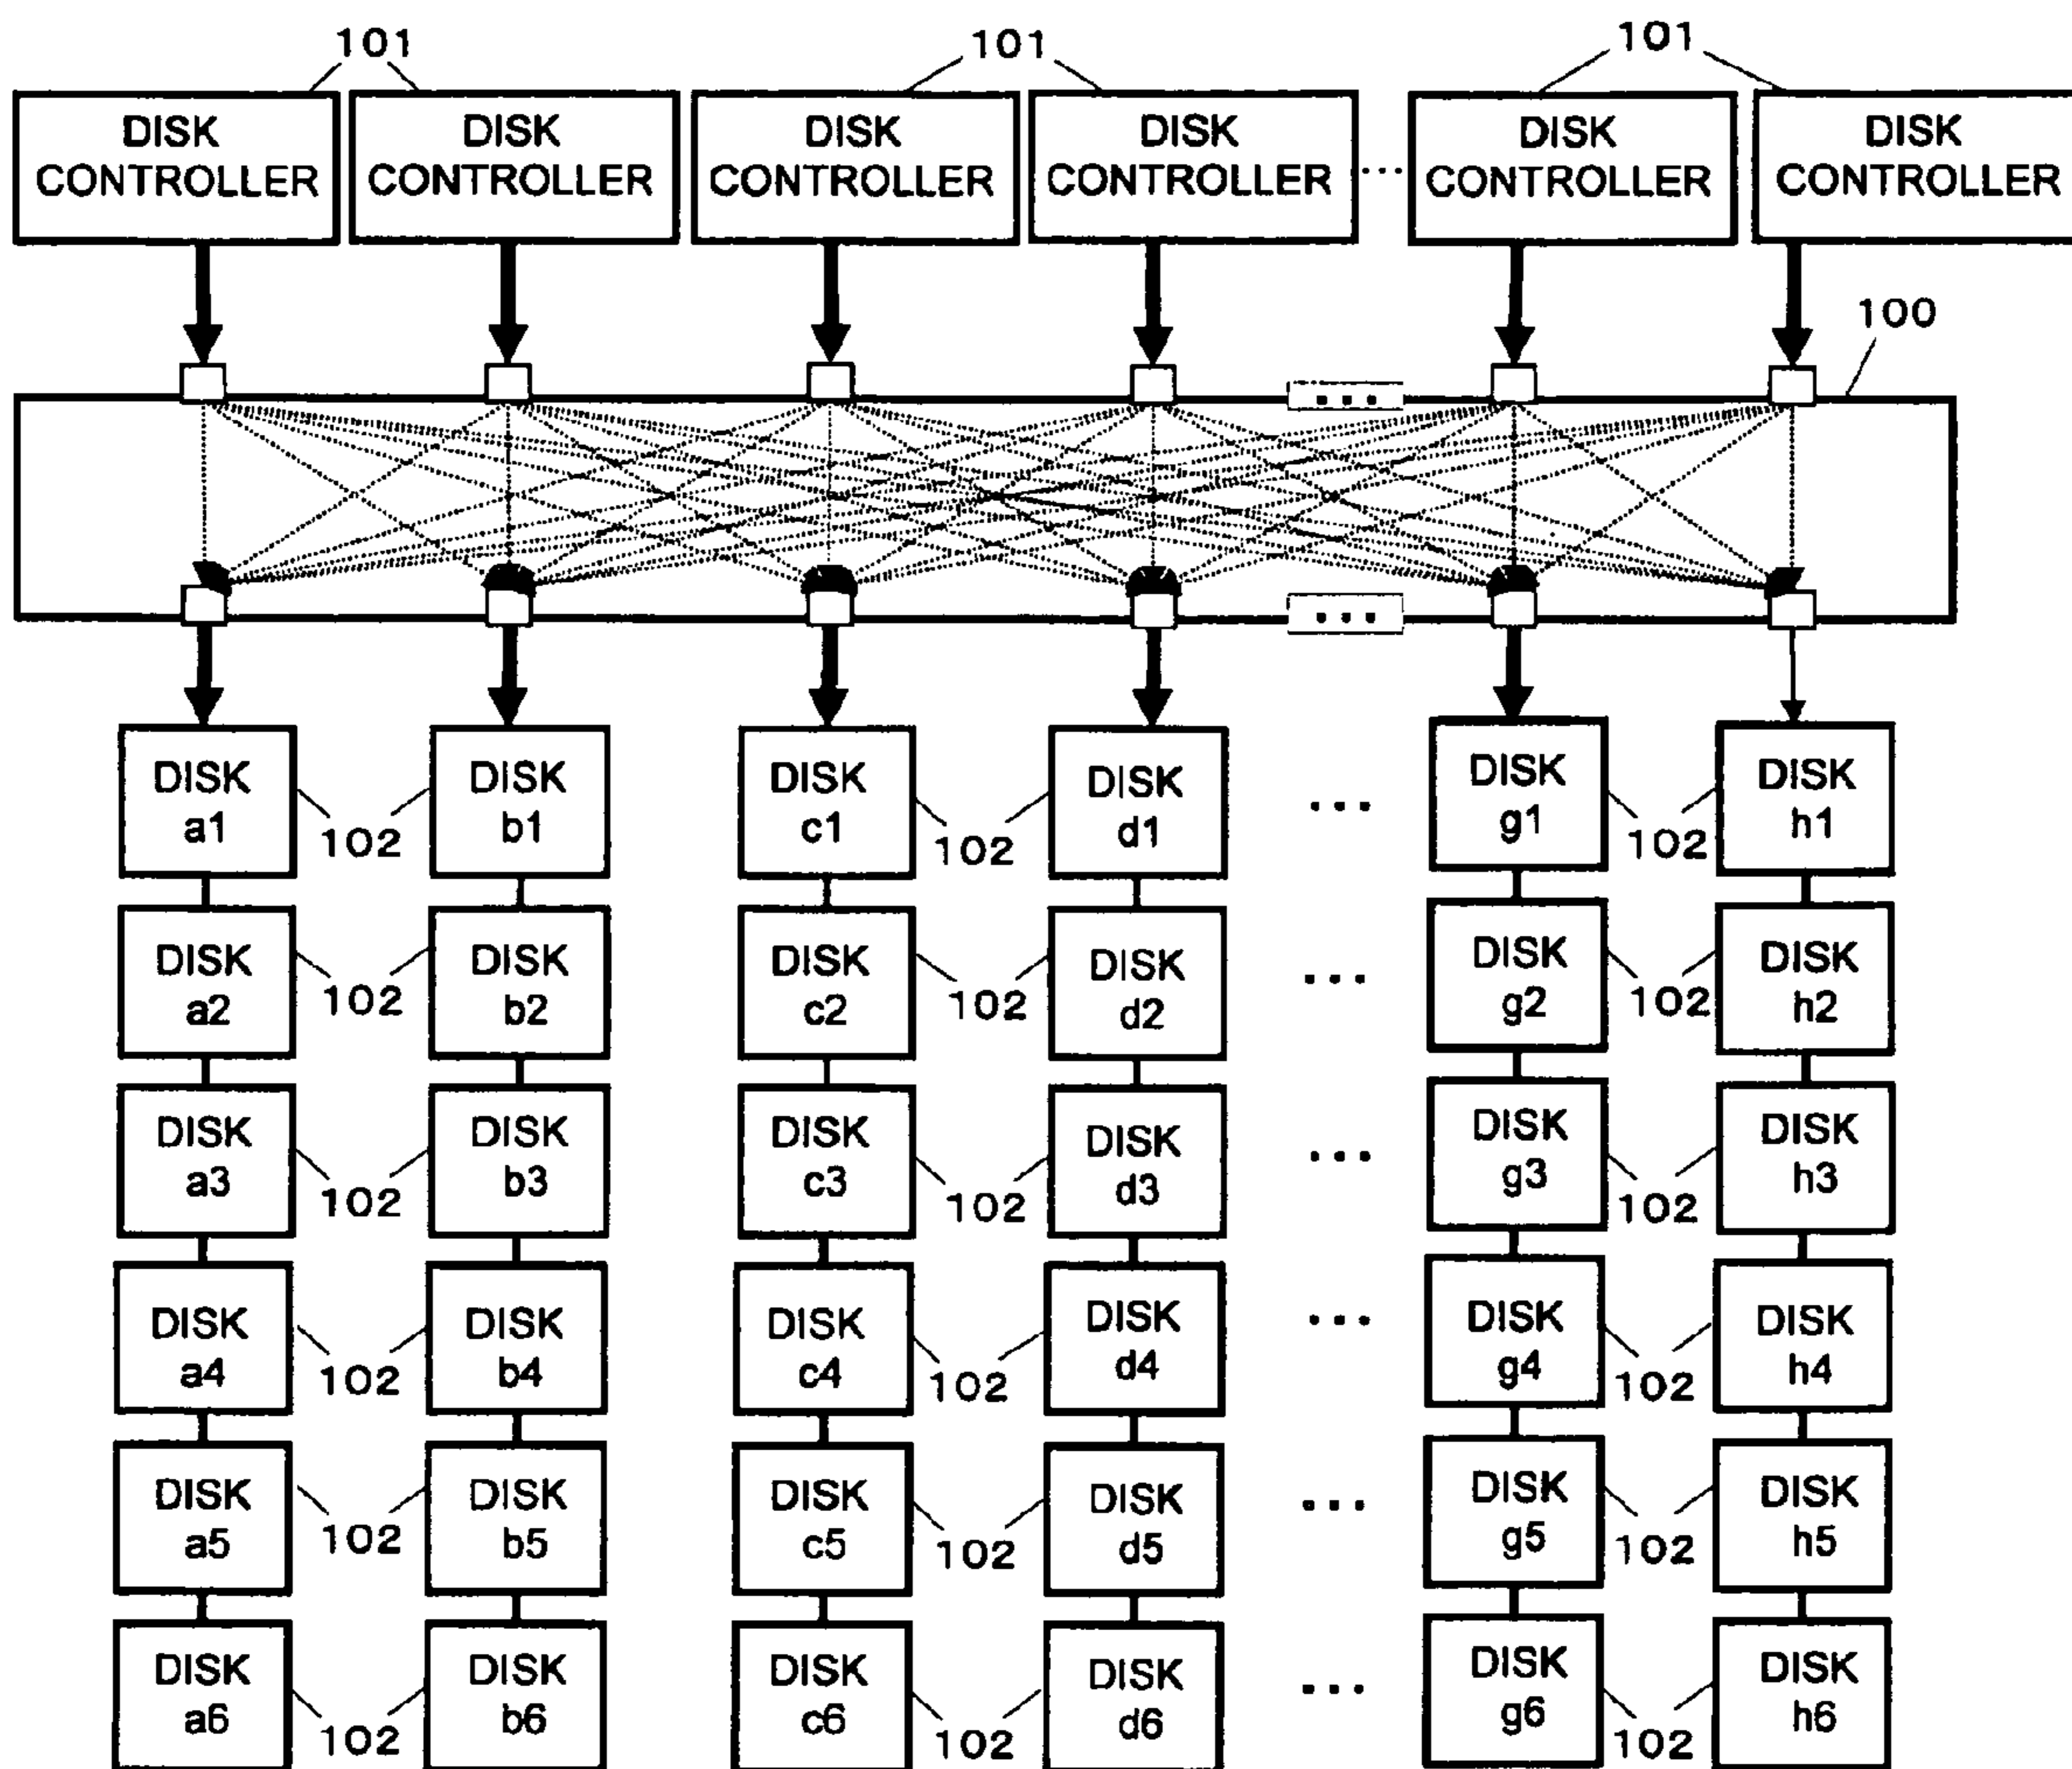 101 101 101
DISK DISK DISK DISK DISK DISK
CONTROLLER CONTROLLER CONTROLLER CONTROLLER ... CONTROLLER CONTROLLER
100
...
...
DISK DISK DISK DISK ... DISK DISK
a1 102 b1 c1 102 d1 g1 102 h1
DISK DISK DISK DISK ... DISK DISK
a2 102 b2 c2 102 d2 g2 102 h2
DISK DISK DISK DISK ... DISK DISK
a3 102 b3 c3 102 d3 g3 102 h3
DISK DISK DISK DISK ... DISK DISK
a4 102 b4 c4 102 d4 g4 102 h4
DISK DISK DISK DISK ... DISK DISK
a5 102 b5 c5 102 d5 g5 102 h5
DISK DISK DISK DISK ... DISK DISK
a6 102 b6 c6 102 d6 g6 102 h6